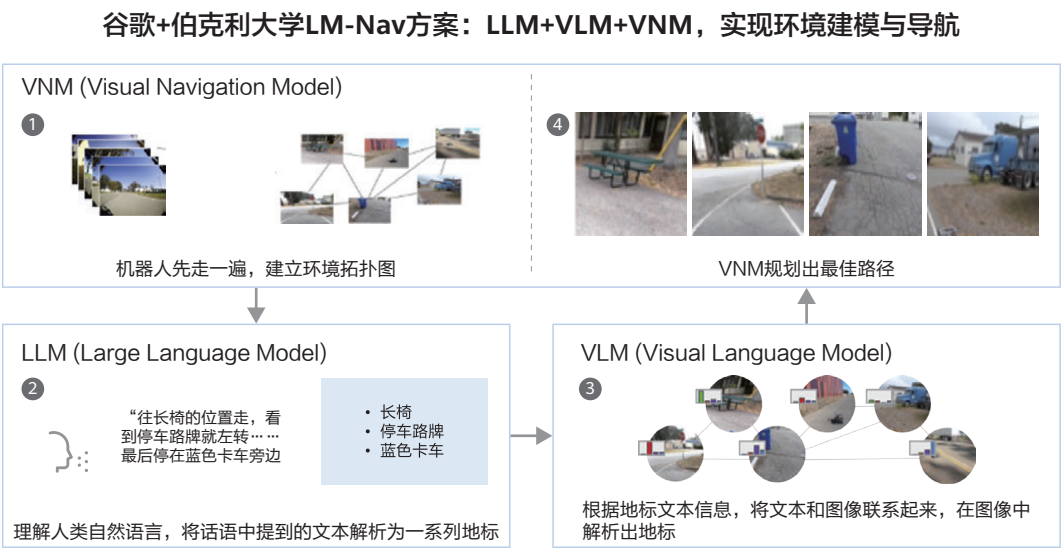 谷歌+伯克利大学LM-Nav方案：LLM+VLM+VNM，实现环境建模与导航
VNM (Visual Navigation Model)
1
机器人先走一遍，建立环境拓扑图
4
VNM规划出最佳路径
LLM (Large Language Model)
2
“往长椅的位置走，看
到停车路牌就左转……
最后停在蓝色卡车旁边
• 长椅
• 停车路牌
• 蓝色卡车
理解人类自然语言，将话语中提到的文本解析为一系列地标
VLM (Visual Language Model)
3
根据地标文本信息，将文本和图像联系起来，在图像中
解析出地标